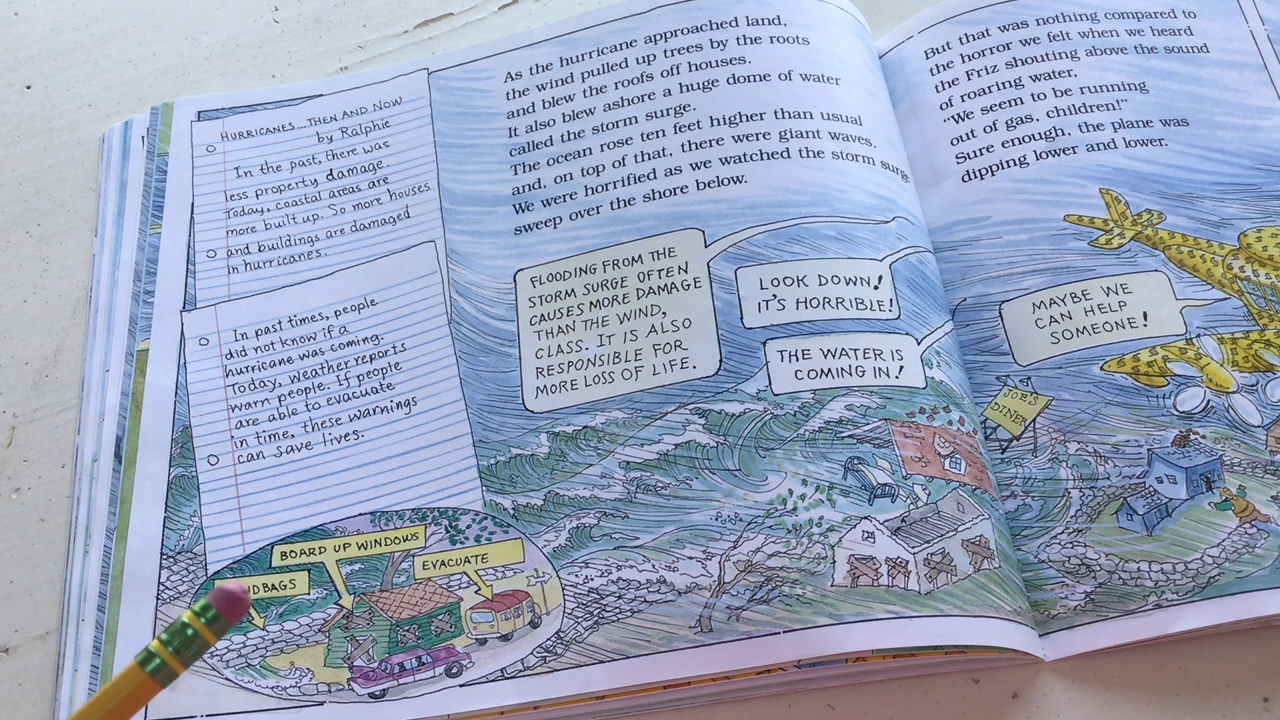 HURRICANES...THEN AND NOW
by Ralphie
In the past, there was
less property damage.
Today, coastal areas are
more built up. So more houses
and buildings are damaged
in hurricanes.
In past times, people
did not know if a
hurricane was coming.
Today, weather reports
warn people. If people
are able to evacuate
in time, these warnings
can save lives.
BOARD UP WINDOWS
EVACUATE
As the hurricane approached land,
the wind pulled up trees by the roots
and blew the roofs off houses.
It also blew ashore a huge dome of water
called the storm surge.
The ocean rose ten feet higher than usual
and, on top of that, there were giant waves.
We were horrified as we watched the storm surge
sweep over the shore below.
FLOODING FROM THE
STORM SURGE OFTEN
CAUSES MORE DAMAGE
THAN THE WIND,
CLASS. IT IS ALSO
RESPONSIBLE FOR
MORE LOSS OF LIFE.
LOOK DOWN!
IT'S HORRIBLE!
THE WATER IS
COMING IN!
But that was nothing compared to
the horror we felt when we heard
the Friz shouting above the sound
of roaring water,
"We seem to be running
out of gas, children!"
Sure enough, the plane was
dipping lower and lower.
MAYBE WE
CAN HELP
SOMEONE!
JOE'S
DINER